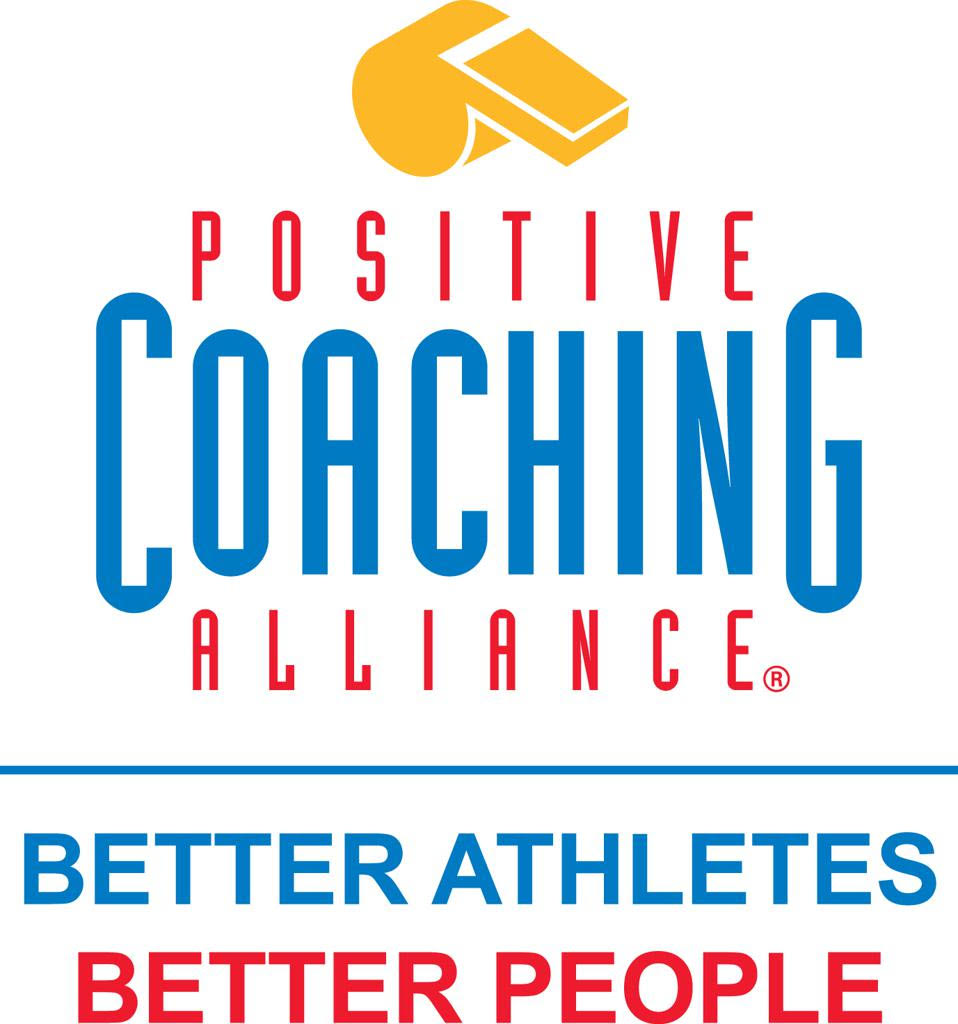 POSITIVE
COACHING
ALLIANCE®
BETTER ATHLETES
BETTER PEOPLE